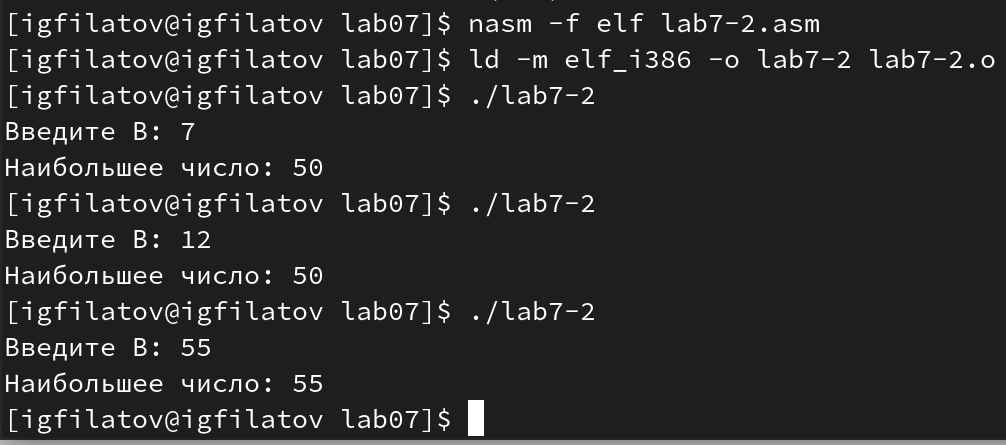 [igfilatov@igfilatov lab07]$ nasm -f elf lab7-2.asm
[igfilatov@igfilatov lab07]$ ld -m elf_i386 -o lab7-2 lab7-2.o
[igfilatov@igfilatov lab07]$ ./lab7-2
Введите B: 7
Наибольшее число: 50
[igfilatov@igfilatov lab07]$ ./lab7-2
Введите B: 12
Наибольшее число: 50
[igfilatov@igfilatov lab07]$ ./lab7-2
Введите B: 55
Наибольшее число: 55
[igfilatov@igfilatov lab07]$